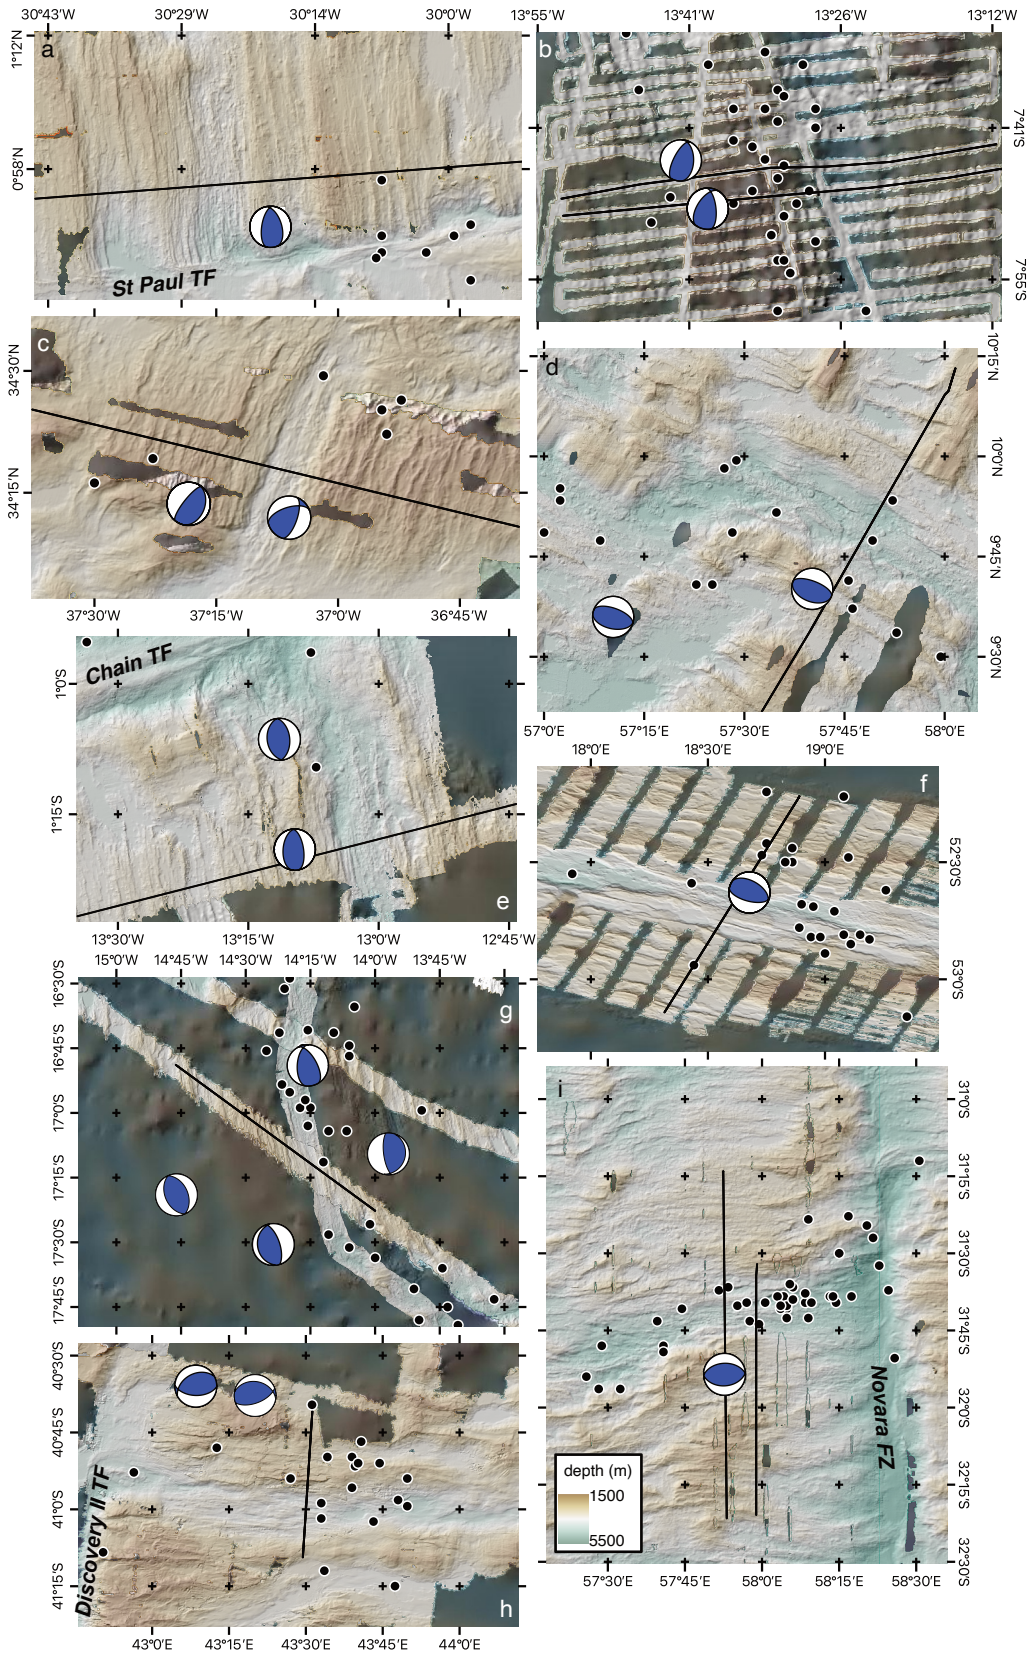 30°43'W 30°29'W 30°14'W 30°0'W
1°12'N
0°58'N
a
St Paul TF
13°55'W 13°41'W 13°26'W 13°12'W
b
7°41'S
7°55'S
c
34°30'N
34°15'N
37°30'W 37°15'W 37°0'W 36°45'W
d
10°15'N
10°0'N
9°45'N
9°30'N
57°0'E 57°15'E 57°30'E 57°45'E 58°0'E
Chain TF
1°0'S
1°15'S
e
13°30'W 13°15'W 13°0'W 12°45'W
18°0'E 18°30'E 19°0'E
f
52°30'S
53°0'S
15°0'W 14°45'W 14°30'W 14°15'W 14°0'W 13°45'W
g
16°30'S
16°45'S
17°0'S
17°15'S
17°30'S
17°45'S
i
31°0'S
31°15'S
31°30'S
31°45'S
32°0'S
32°15'S
32°30'S
Novara FZ
depth (m)
1500
5500
57°30'E 57°45'E 58°0'E 58°15'E 58°30'E
40°30'S
40°45'S
41°0'S
41°15'S
Discovery II TF
h
43°0'E 43°15'E 43°30'E 43°45'E 44°0'E